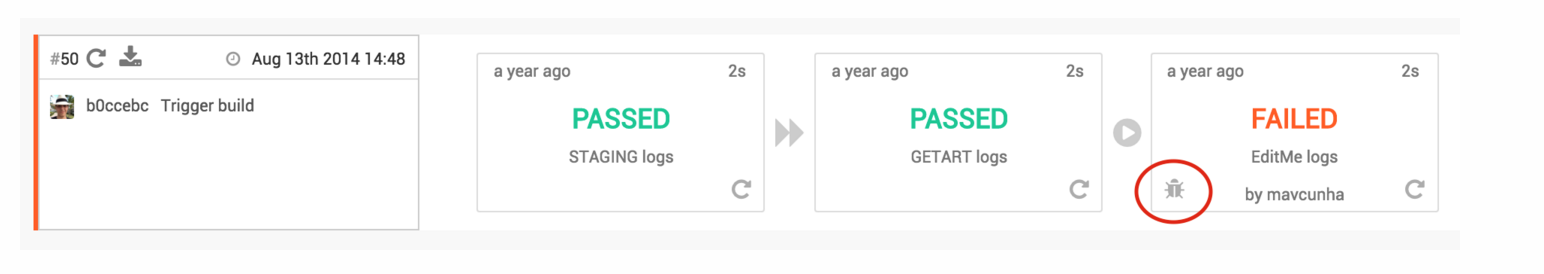 #50 Aug 13th 2014 14:48
b0ccebc Trigger build
a year ago 2s
PASSED
STAGING logs
a year ago 2s
PASSED
GETART logs
a year ago 2s
FAILED
EditMe logs
by mavcunha